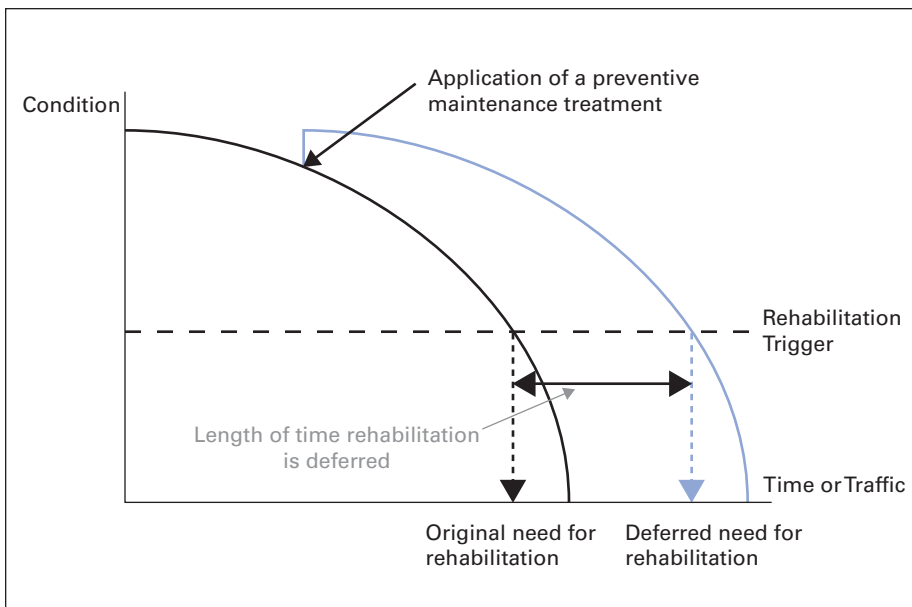 Application of a preventive
maintenance treatment
Condition
Rehabilitation
Trigger
Length of time rehabilitation
is deferred
Time or Traffic
Original need for
rehabilitation
Deferred need for
rehabilitation